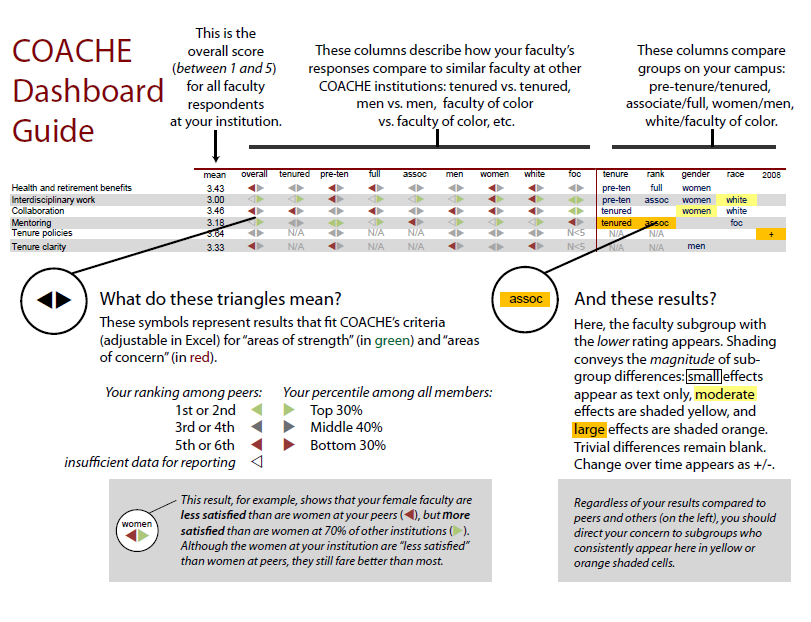 COACHE
Dashboard
Guide
This is the
overall score
(between 1 and 5)
for all faculty
respondents
at your institution.
These columns describe how your faculty's
responses compare to similar faculty at other
COACHE institutions: tenured vs. tenured,
men vs. men, faculty of color
vs. faculty of color, etc.
These columns compare
groups on your campus:
pre-tenure/tenured,
associate/full, women/men,
white/faculty of color.
mean overall tenured pre-ten full assoc men women white foc tenure rank gender race 2008
Health and retirement benefits 3.43 pre-ten full women
Interdisciplinary work 3.00 pre-ten assoc women white
Collaboration 3.46 tenured women white
Mentoring 3.18 tenured assoc foc
Tenure policies 3.64 N/A N/A N/A N<5 N/A N/A +
Tenure clarity 3.33 N/A N/A N/A N<5 N/A N/A men
What do these triangles mean?
These symbols represent results that fit COACHE's criteria
(adjustable in Excel) for "areas of strength" (in green) and "areas
of concern" (in red).
Your ranking among peers: Your percentile among all members:
1st or 2nd Top 30%
3rd or 4th Middle 40%
5th or 6th Bottom 30%
insufficient data for reporting
women
This result, for example, shows that your female faculty are
less satisfied than are women at your peers (◀), but more
satisfied than are women at 70% of other institutions (▶).
Although the women at your institution are "less satisfied"
than women at peers, they still fare better than most.
assoc
And these results?
Here, the faculty subgroup with
the lower rating appears. Shading
conveys the magnitude of sub-
group differences: small effects
appear as text only, moderate
effects are shaded yellow, and
large effects are shaded orange.
Trivial differences remain blank.
Change over time appears as +/-.
Regardless of your results compared to
peers and others (on the left), you should
direct your concern to subgroups who
consistently appear here in yellow or
orange shaded cells.